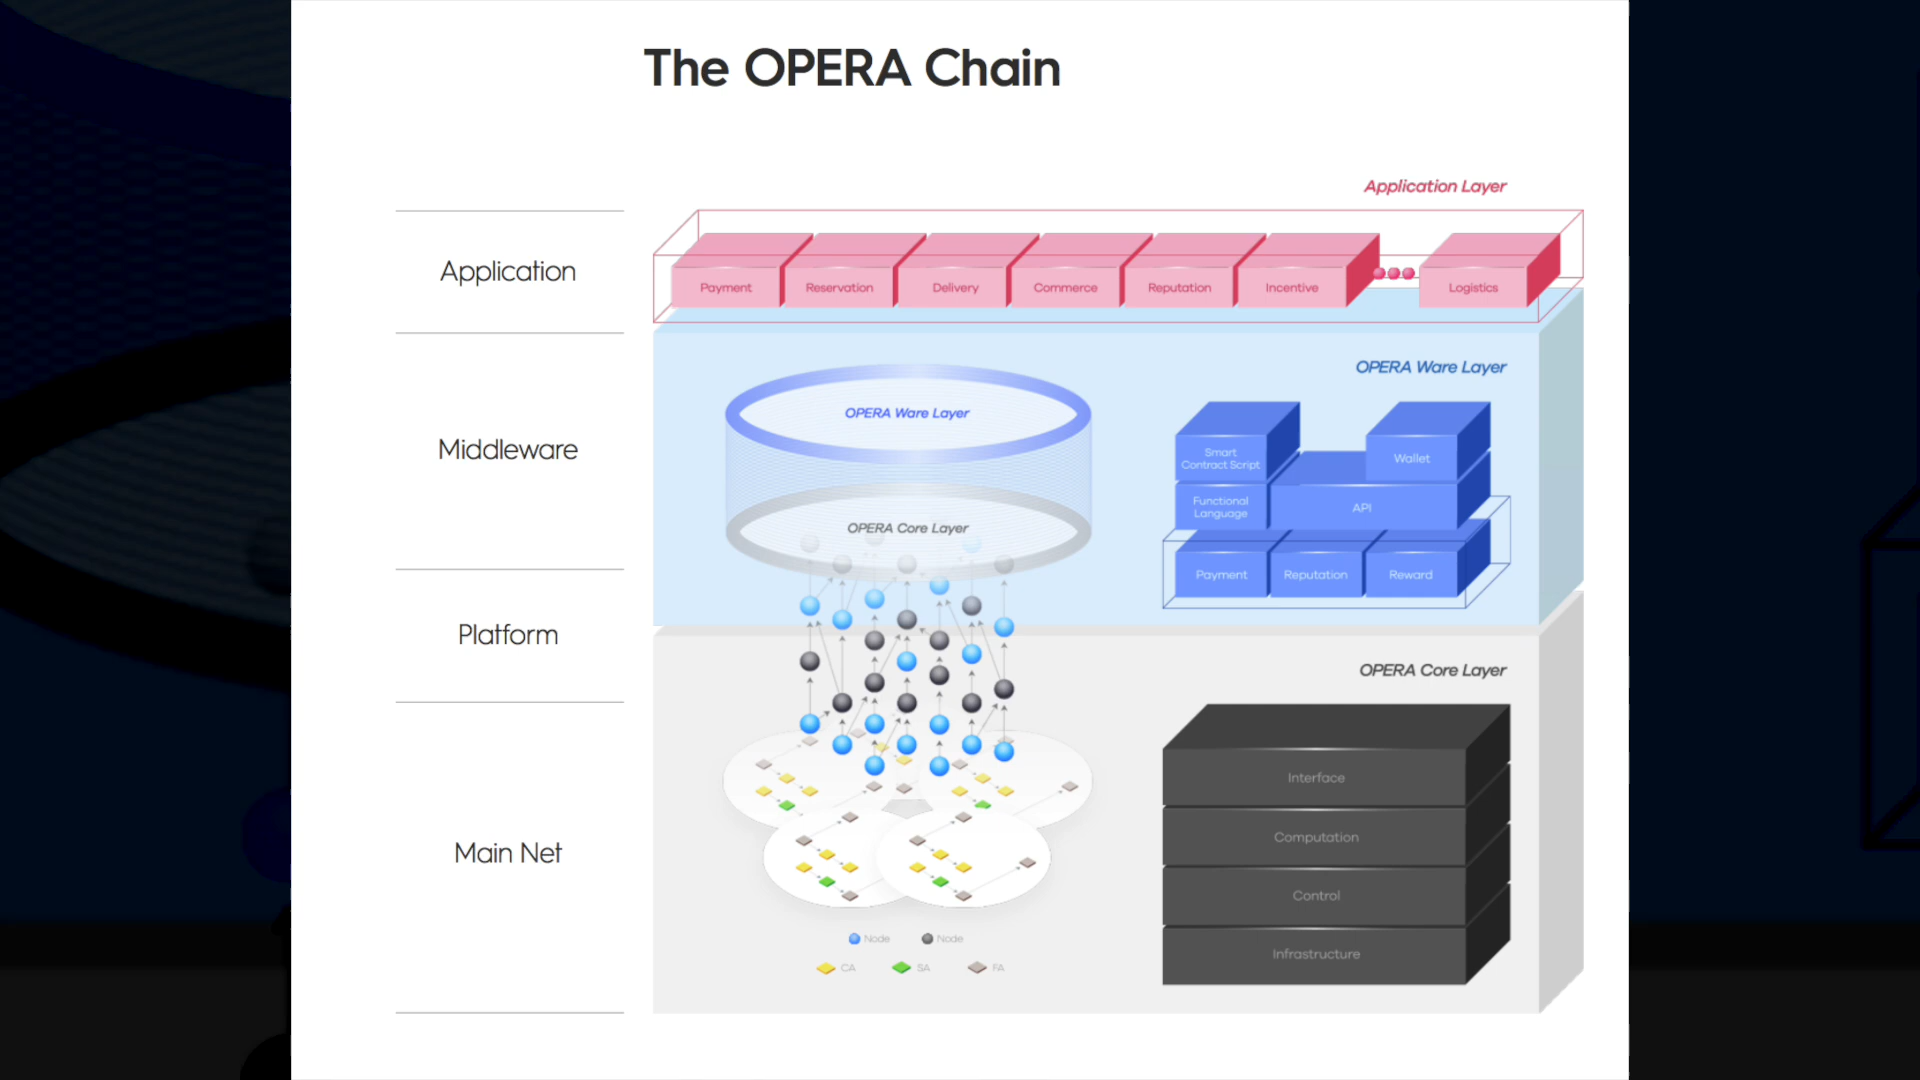 The OPERA Chain
Application Layer
Application
Payment
Reservation
Delivery
Commerce
Reputation
Incentive
Logistics
Middleware
OPERA Ware Layer
OPERA Ware Layer
OPERA Core Layer
Smart
Contract Script
Wallet
Functional
Language
API
Payment
Reputation
Reward
Platform
OPERA Core Layer
Main Net
Interface
Computation
Control
Infrastructure
Node
Node
CA
SA
FA